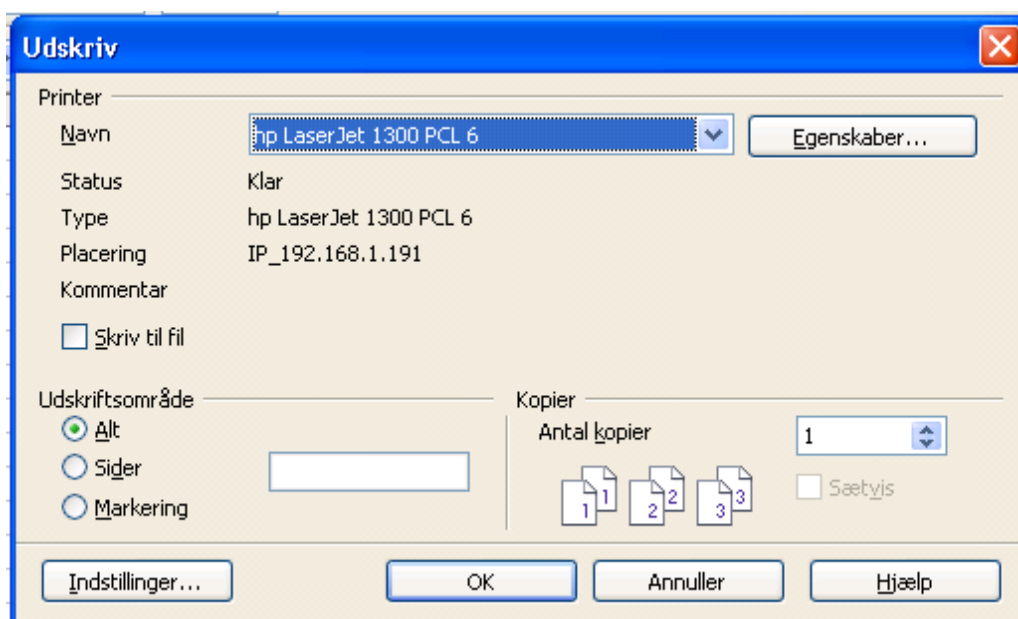 Udskriv
Printer
Navn hp LaserJet 1300 PCL 6 Egenskaber...
Status Klar
Type hp LaserJet 1300 PCL 6
Placering IP_192.168.1.191
Kommentar
Skriv til fil
Udskriftsområde
Alt
Sider
Markering
Kopier
Antal kopier 1
1 1 2 2 3 3
Sætvis
Indstillinger... OK Annuller Hjælp